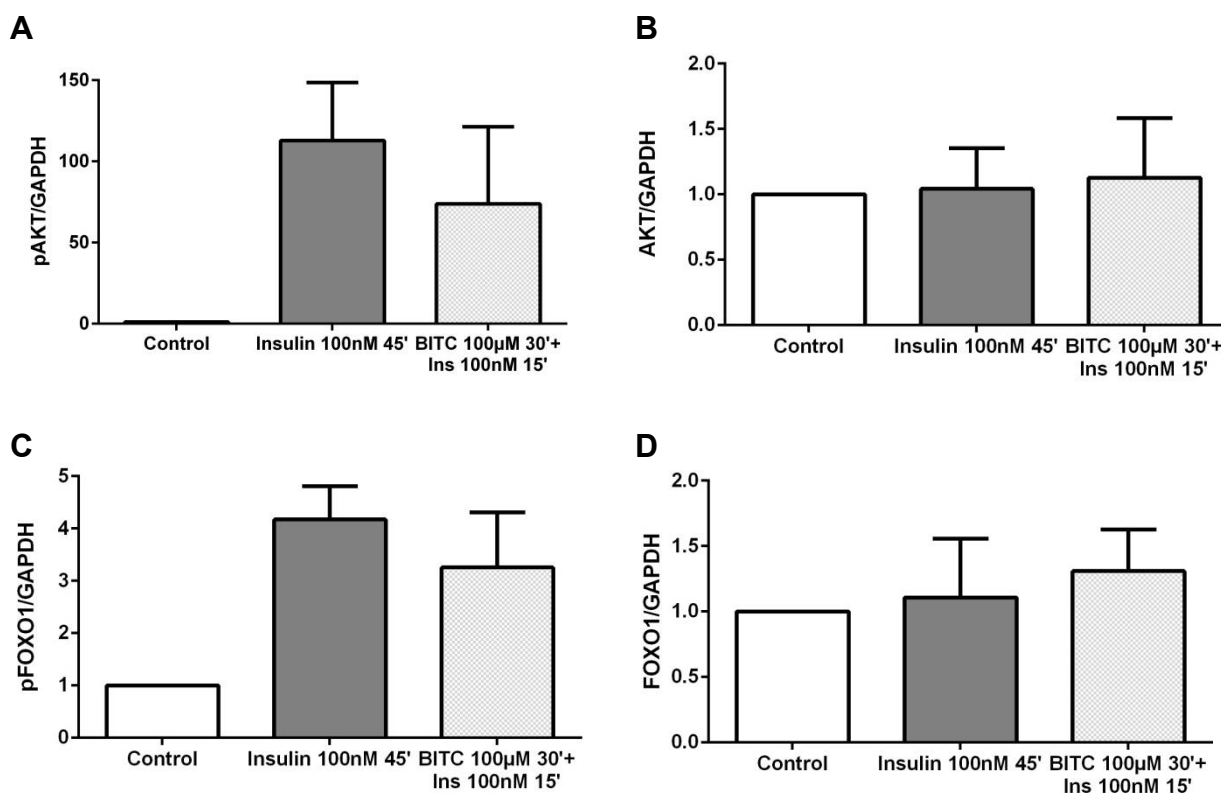 A
pAKT/GAPDH
150
100
50
0
Control
Insulin 100nM 45'
BITC 100µM 30'+
Ins 100nM 15'
B
AKT/GAPDH
2.0
1.5
1.0
0.5
0.0
Control
Insulin 100nM 45'
BITC 100µM 30'+
Ins 100nM 15'
C
pFOXO1/GAPDH
5
4
3
2
1
0
Control
Insulin 100nM 45'
BITC 100µM 30'+
Ins 100nM 15'
D
FOXO1/GAPDH
2.0
1.5
1.0
0.5
0.0
Control
Insulin 100nM 45'
BITC 100µM 30'+
Ins 100nM 15'